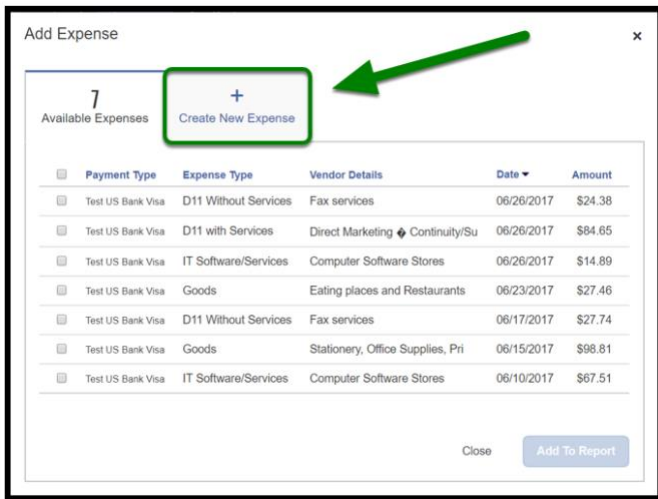 Add Expense ×
7
Available Expenses
+
Create New Expense
Payment Type Expense Type Vendor Details Date Amount
Test US Bank Visa D11 Without Services Fax services 06/26/2017 $24.38
Test US Bank Visa D11 with Services Direct Marketing � Continuity/Su 06/26/2017 $84.65
Test US Bank Visa IT Software/Services Computer Software Stores 06/26/2017 $14.89
Test US Bank Visa Goods Eating places and Restaurants 06/23/2017 $27.46
Test US Bank Visa D11 Without Services Fax services 06/17/2017 $27.74
Test US Bank Visa Goods Stationery, Office Supplies, Pri 06/15/2017 $98.81
Test US Bank Visa IT Software/Services Computer Software Stores 06/10/2017 $67.51
Close Add To Report